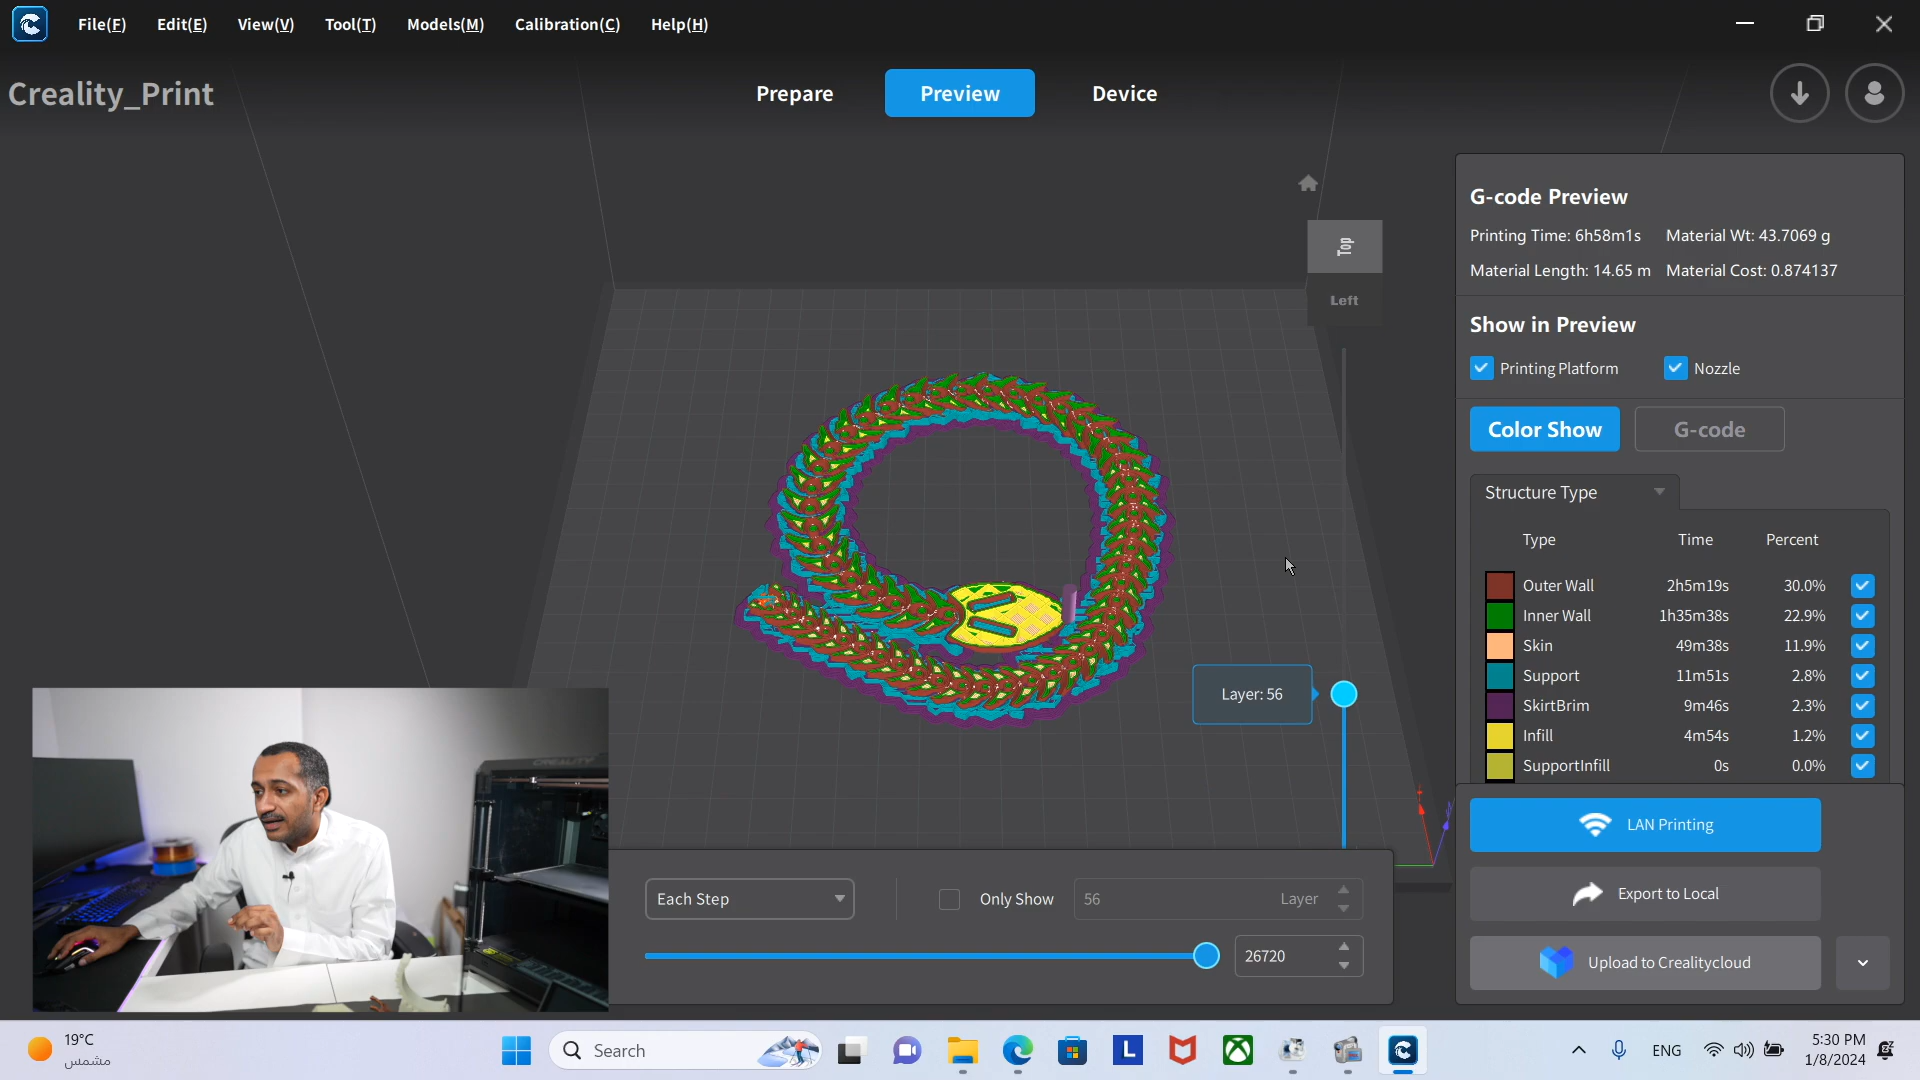 File(F) Edit(E) View(V) Tool(T) Models(M) Calibration(C) Help(H)
Creality_Print
Prepare Preview Device
Top
Left
G-code Preview
Printing Time: 6h58m1s Material Wt: 43.7069 g
Material Length: 14.65 m Material Cost: 0.874137
Show in Preview
Printing Platform Nozzle
Color Show G-code
Structure Type
Type Time Percent
Outer Wall 2h5m19s 30.0%
Inner Wall 1h35m38s 22.9%
Skin 49m38s 11.9%
Support 11m51s 2.8%
SkirtBrim 9m46s 2.3%
Infill 4m54s 1.2%
SupportInfill 0s 0.0%
Layer: 56
LAN Printing
Export to Local
Upload to Crealitycloud
Each Step Only Show 56 Layer
26720
CREALITY
19°C
مشمس
Search
L
ENG
5:30 PM
1/8/2024